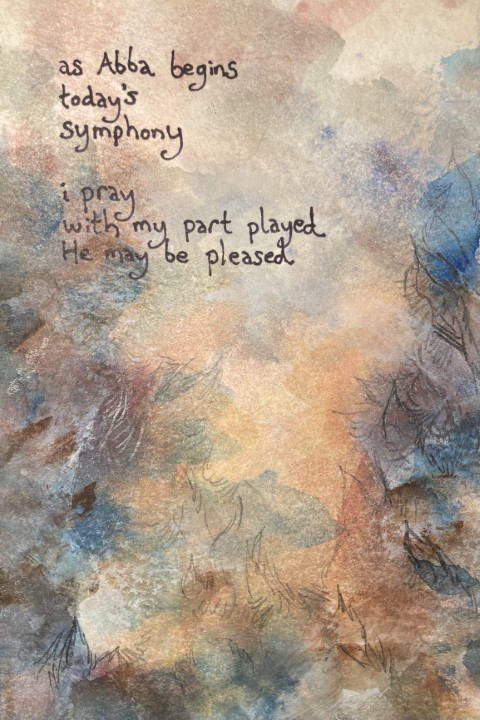 as Abba begins
today's
symphony
i pray
with my part played
He may be pleased.